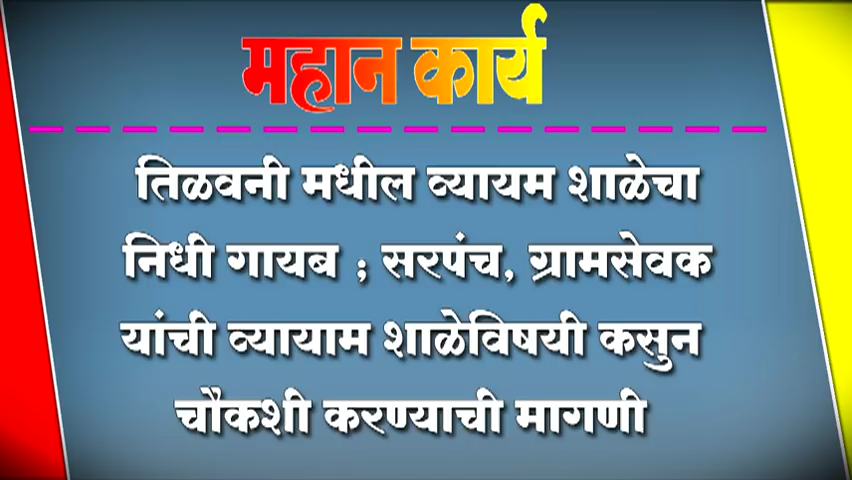 महान कार्य
तिळवनी मधील व्यायम शाळेचा
निधी गायब ; सरपंच, ग्रामसेवक
यांची व्यायाम शाळेविषयी कसुन
चौकशी करण्याची मागणी